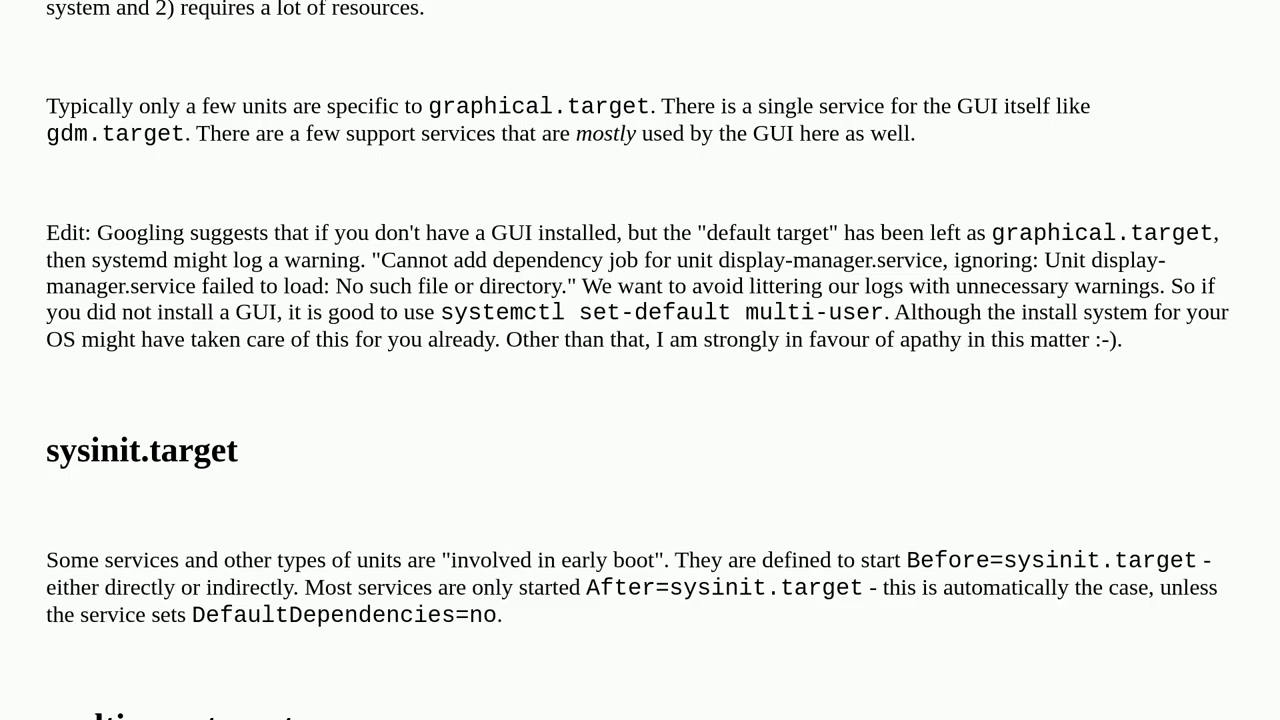 system and 2) requires a lot of resources.
Typically only a few units are specific to graphical.target. There is a single service for the GUI itself like
gdm.target. There are a few support services that are mostly used by the GUI here as well.
Edit: Googling suggests that if you don't have a GUI installed, but the "default target" has been left as graphical.target,
then systemd might log a warning. "Cannot add dependency job for unit display-manager.service, ignoring: Unit display-
manager.service failed to load: No such file or directory." We want to avoid littering our logs with unnecessary warnings. So if
you did not install a GUI, it is good to use systemctl set-default multi-user. Although the install system for your
OS might have taken care of this for you already. Other than that, I am strongly in favour of apathy in this matter :-).
sysinit.target
Some services and other types of units are "involved in early boot". They are defined to start Before=sysinit.target -
either directly or indirectly. Most services are only started After=sysinit.target - this is automatically the case, unless
the service sets DefaultDependencies=no.